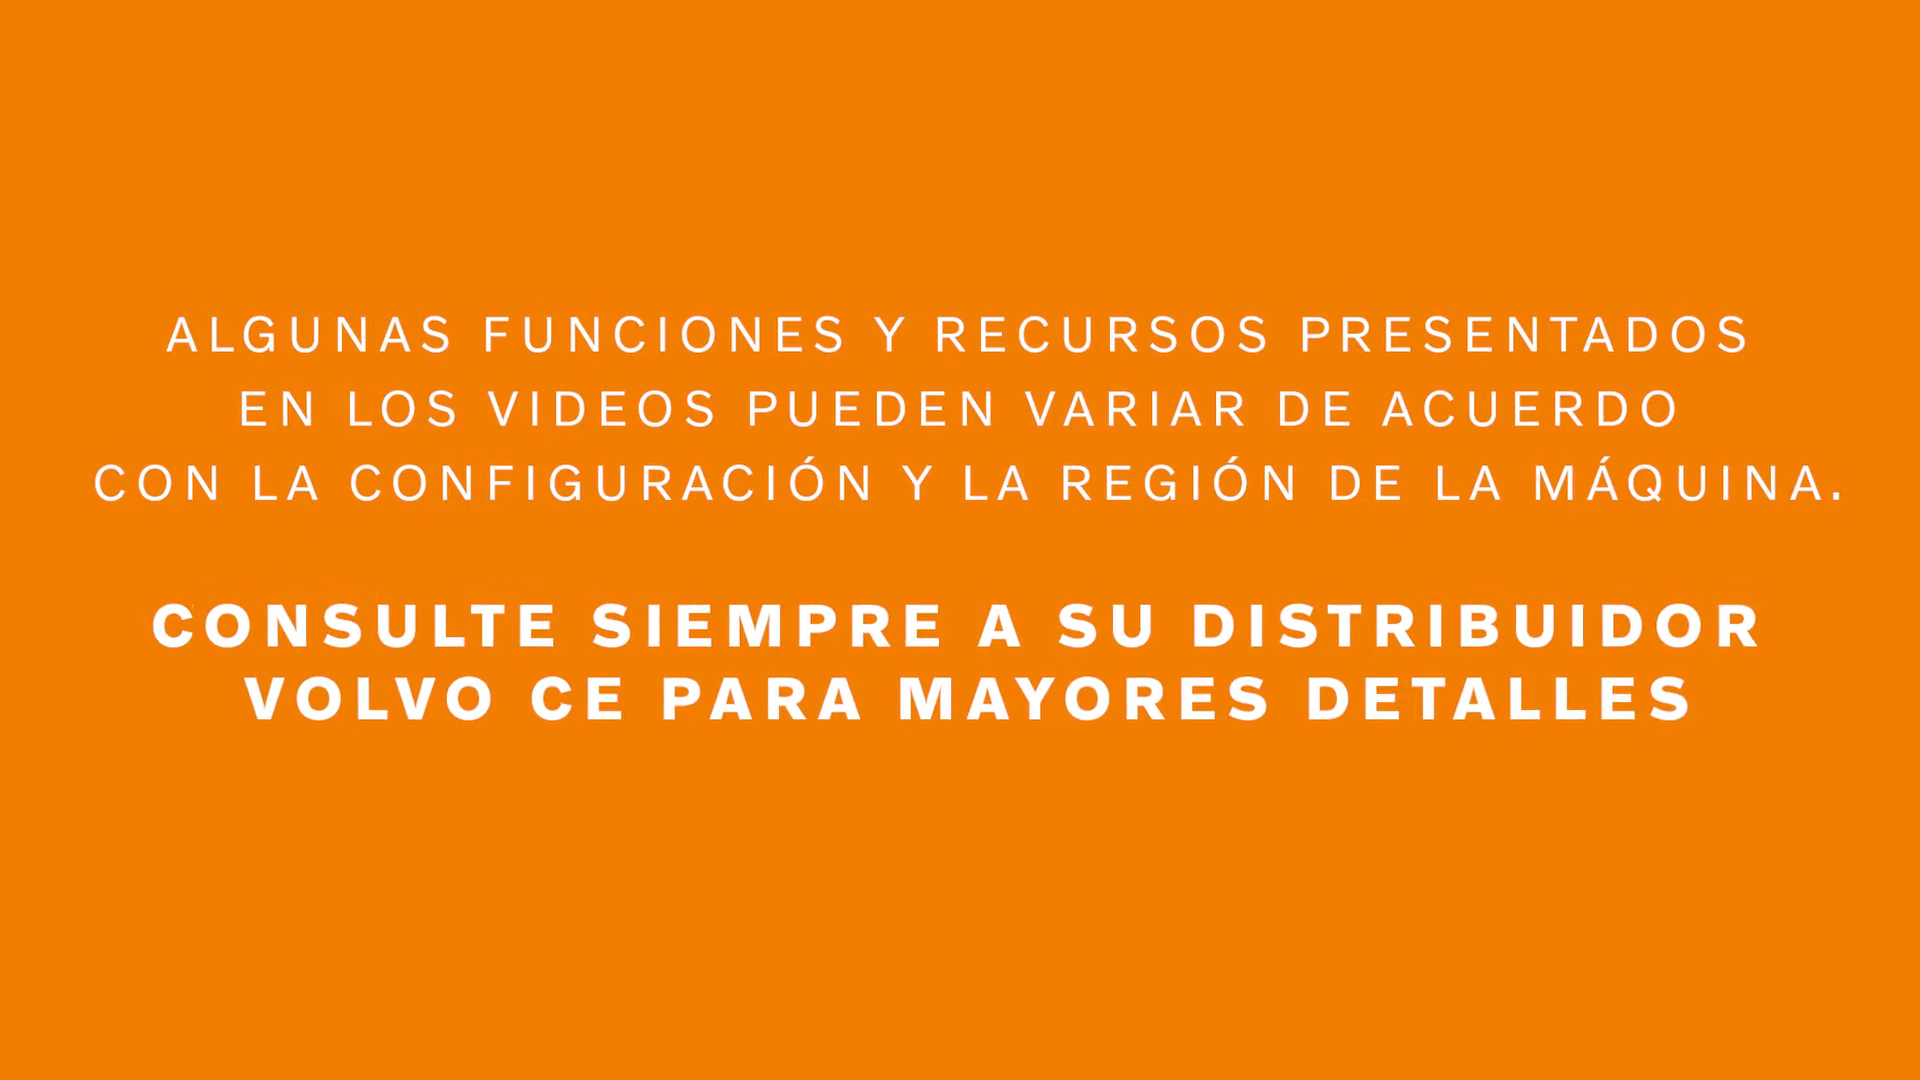 ALGUNAS FUNCIONES Y RECURSOS PRESENTADOS
EN LOS VIDEOS PUEDEN VARIAR DE ACUERDO
CON LA CONFIGURACIÓN Y LA REGIÓN DE LA MÁQUINA.
CONSULTE SIEMPRE A SU DISTRIBUIDOR
VOLVO CE PARA MAYORES DETALLES